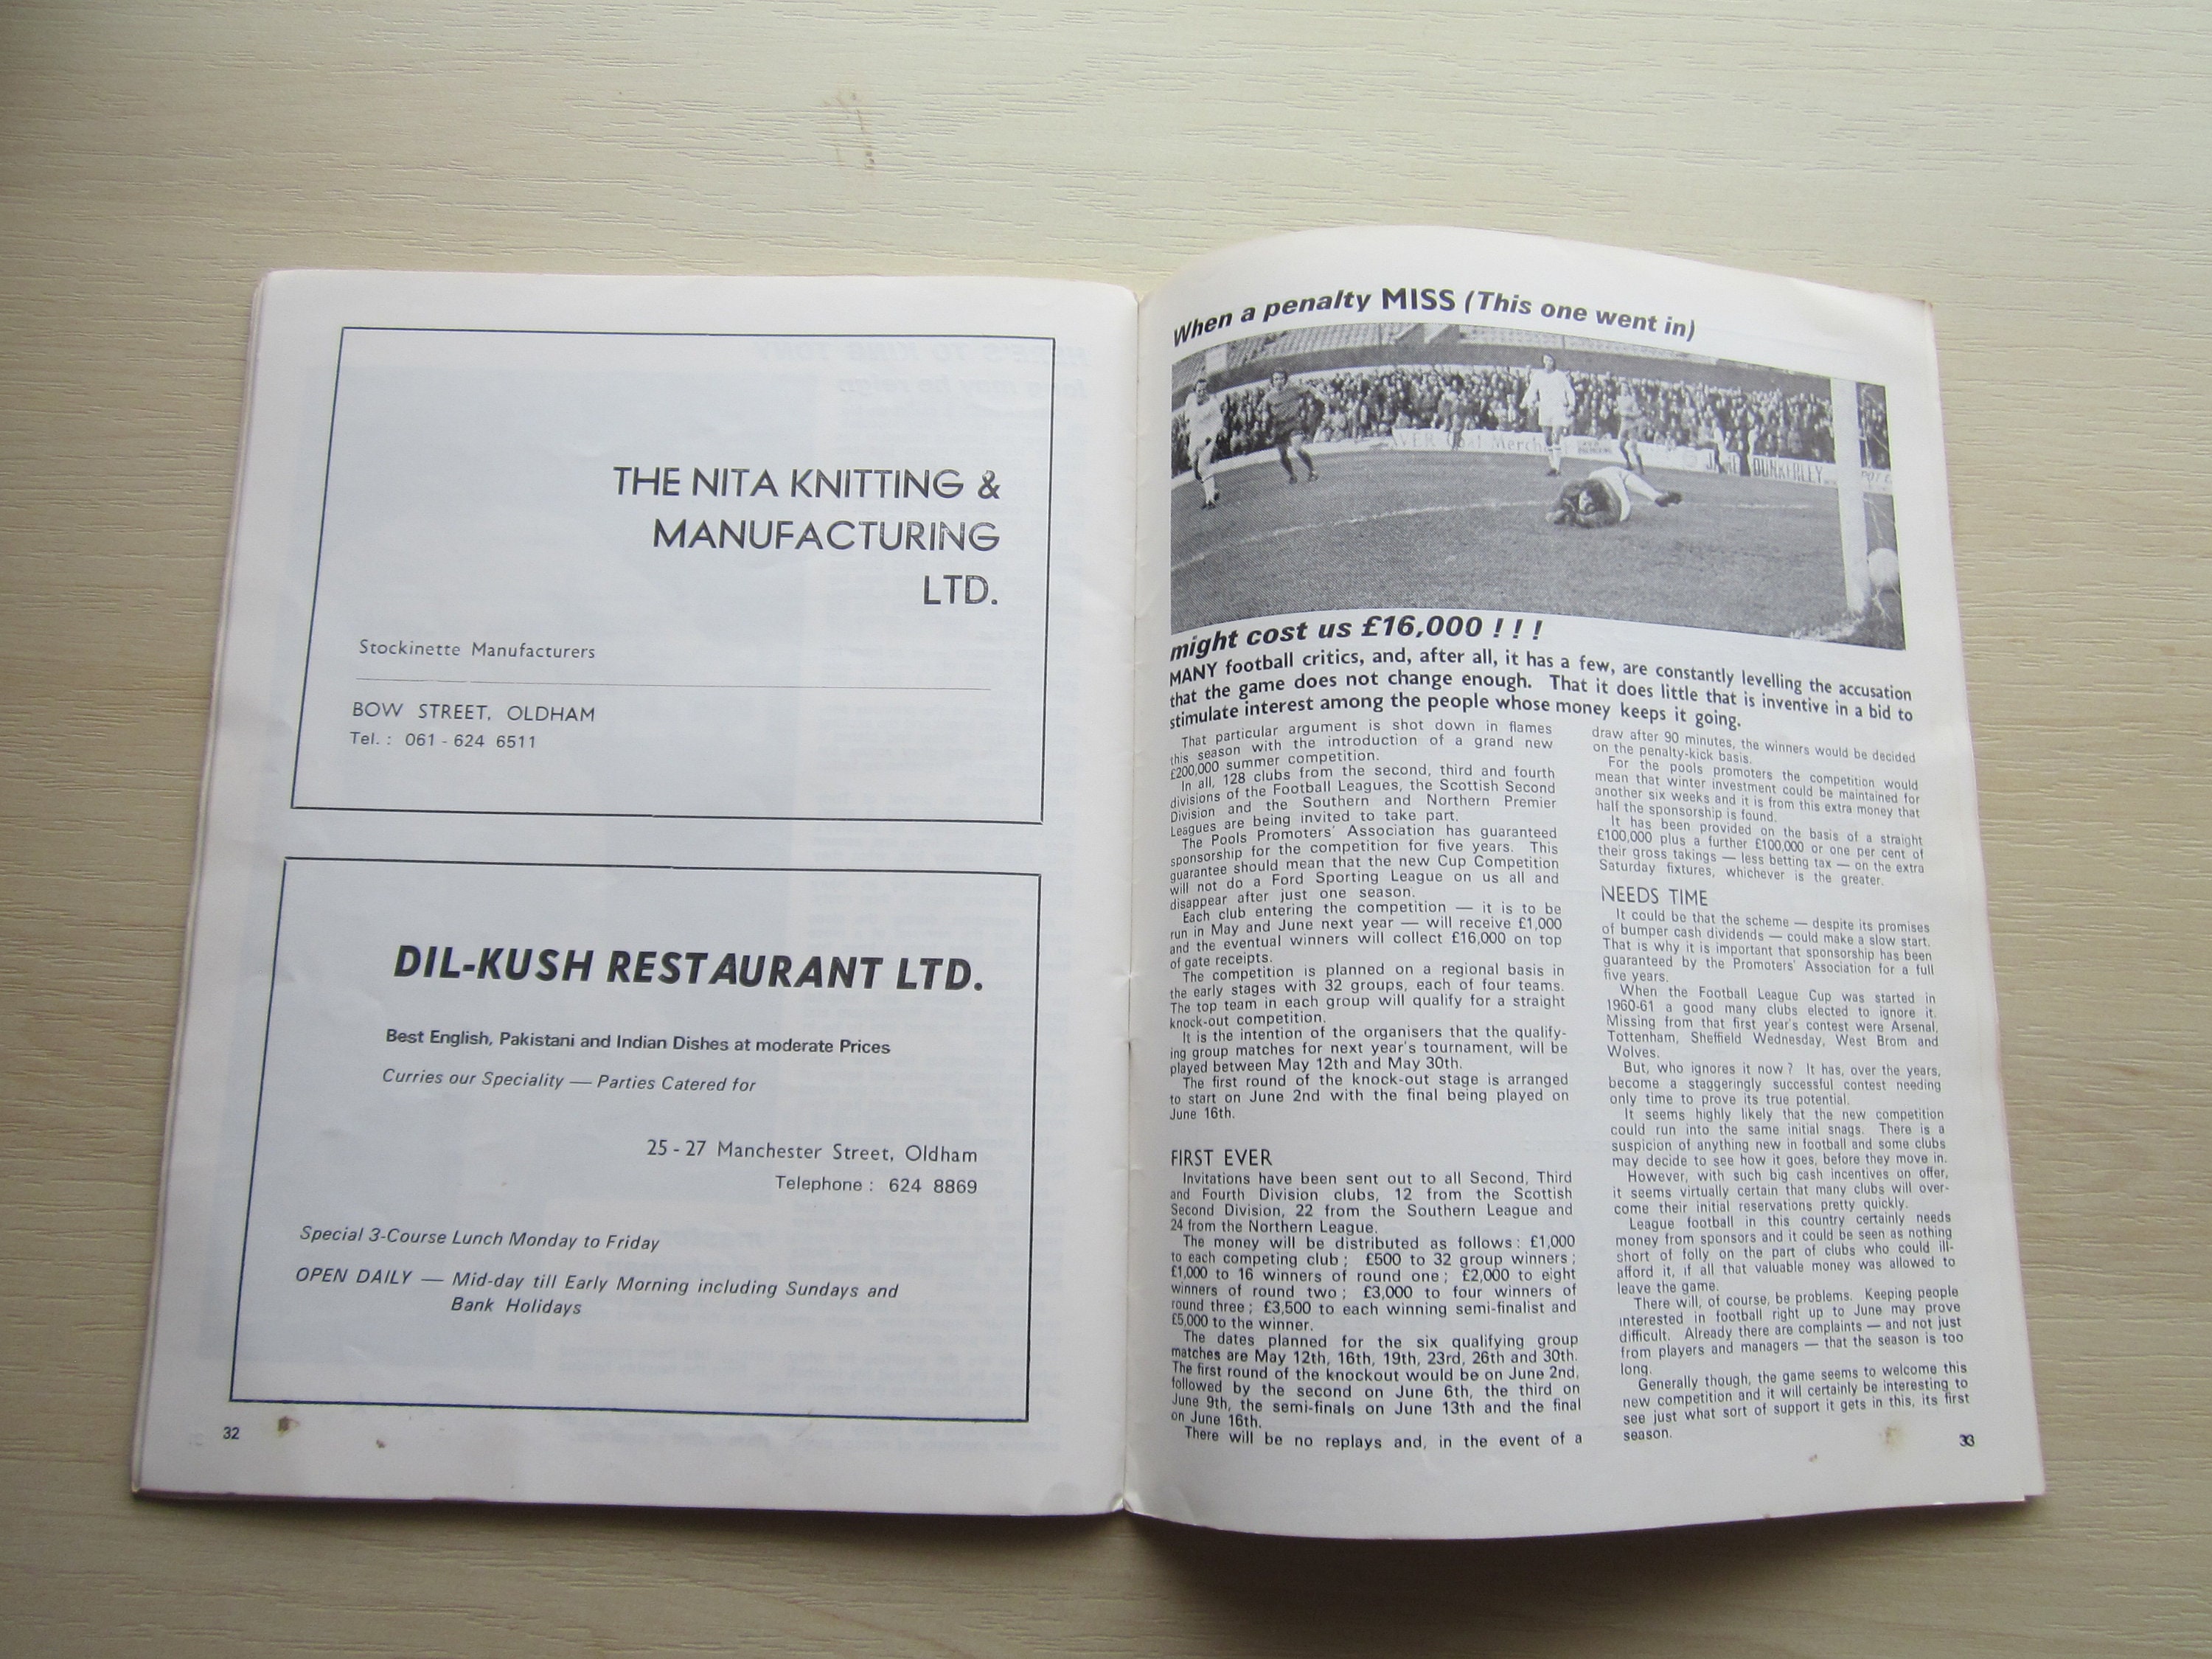 THE NITA KNITTING &
MANUFACTURING
LTD.
Stockinette Manufacturers
BOW STREET, OLDHAM
Tel. : 061 - 624 6511
DIL-KUSH RESTAURANT LTD.
Best English, Pakistani and Indian Dishes at moderate Prices
Curries our Speciality — Parties Catered for
25 - 27 Manchester Street, Oldham
Telephone : 624 8869
Special 3-Course Lunch Monday to Friday
OPEN DAILY — Mid-day till Early Morning including Sundays and
Bank Holidays
32
When a penalty MISS (This one went in)
Coal Merch
DUNKERLEY
might cost us £16,000 ! ! !
MANY football critics, and, after all, it has a few, are constantly levelling the accusation
that the game does not change enough. That it does little that is inventive in a bid to
stimulate interest among the people whose money keeps it going.
That particular argument is shot down in flames
this season with the introduction of a grand new
£200,000 summer competition.
In all, 128 clubs from the second, third and fourth
divisions of the Football Leagues, the Scottish Second
Division and the Southern and Northern Premier
Leagues are being invited to take part.
The Pools Promoters' Association has guaranteed
sponsorship for the competition for five years. This
guarantee should mean that the new Cup Competition
will not do a Ford Sporting League on us all and
disappear after just one season.
Each club entering the competition — it is to be
run in May and June next year — will receive £1,000
and the eventual winners will collect £16,000 on top
of gate receipts.
The competition is planned on a regional basis in
the early stages with 32 groups, each of four teams.
The top team in each group will qualify for a straight
knock-out competition.
It is the intention of the organisers that the qualify-
ing group matches for next year's tournament, will be
played between May 12th and May 30th.
The first round of the knock-out stage is arranged
to start on June 2nd with the final being played on
June 16th.
FIRST EVER
Invitations have been sent out to all Second, Third
and Fourth Division clubs, 12 from the Scottish
Second Division, 22 from the Southern League and
24 from the Northern League.
The money will be distributed as follows : £1,000
to each competing club ; £500 to 32 group winners ;
£1,000 to 16 winners of round one ; £2,000 to eight
winners of round two ; £3,000 to four winners of
round three ; £3,500 to each winning semi-finalist and
£5,000 to the winner.
The dates planned for the six qualifying group
matches are May 12th, 16th, 19th, 23rd, 26th and 30th.
The first round of the knockout would be on June 2nd,
followed by the second on June 6th, the third on
June 9th, the semi-finals on June 13th and the final
on June 16th.
There will be no replays and, in the event of a
draw after 90 minutes, the winners would be decided
on the penalty-kick basis.
For the pools promoters the competition would
mean that winter investment could be maintained for
another six weeks and it is from this extra money that
half the sponsorship is found.
It has been provided on the basis of a straight
£100,000 plus a further £100,000 or one per cent of
their gross takings — less betting tax — on the extra
Saturday fixtures, whichever is the greater.
NEEDS TIME
It could be that the scheme — despite its promises
of bumper cash dividends — could make a slow start.
That is why it is important that sponsorship has been
guaranteed by the Promoters' Association for a full
five years.
When the Football League Cup was started in
1960-61 a good many clubs elected to ignore it.
Missing from that first year's contest were Arsenal,
Tottenham, Sheffield Wednesday, West Brom and
Wolves.
But, who ignores it now ? It has, over the years,
become a staggeringly successful contest needing
only time to prove its true potential.
It seems highly likely that the new competition
could run into the same initial snags. There is a
suspicion of anything new in football and some clubs
may decide to see how it goes, before they move in.
However, with such big cash incentives on offer,
it seems virtually certain that many clubs will over-
come their initial reservations pretty quickly.
League football in this country certainly needs
money from sponsors and it could be seen as nothing
short of folly on the part of clubs who could ill-
afford it, if all that valuable money was allowed to
leave the game.
There will, of course, be problems. Keeping people
interested in football right up to June may prove
difficult. Already there are complaints — and not just
from players and managers — that the season is too
long.
Generally though, the game seems to welcome this
new competition and it will certainly be interesting to
see just what sort of support it gets in this, its first
season.
33